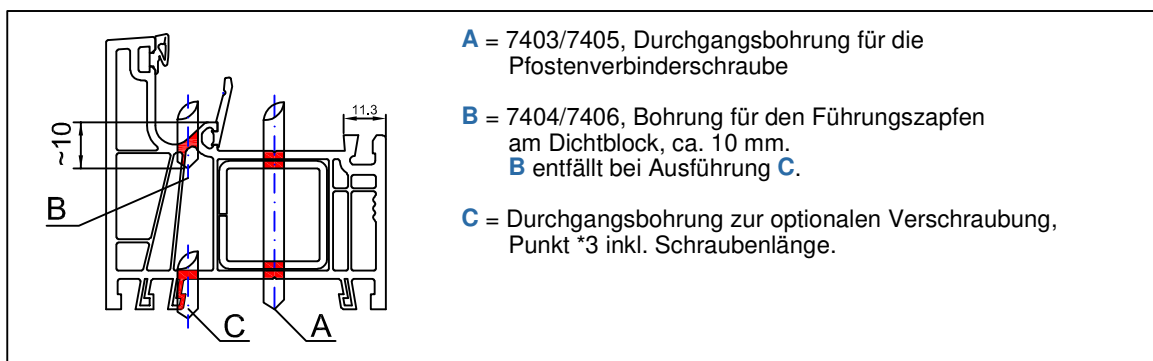 A = 7403/7405, Durchgangsbohrung für die
Pfostenverbinderschraube
B = 7404/7406, Bohrung für den Führungszapfen
am Dichtblock, ca. 10 mm.
B entfällt bei Ausführung C.
C = Durchgangsbohrung zur optionalen Verschraubung,
Punkt *3 inkl. Schraubenlänge.
11.3
~10
B
C
A